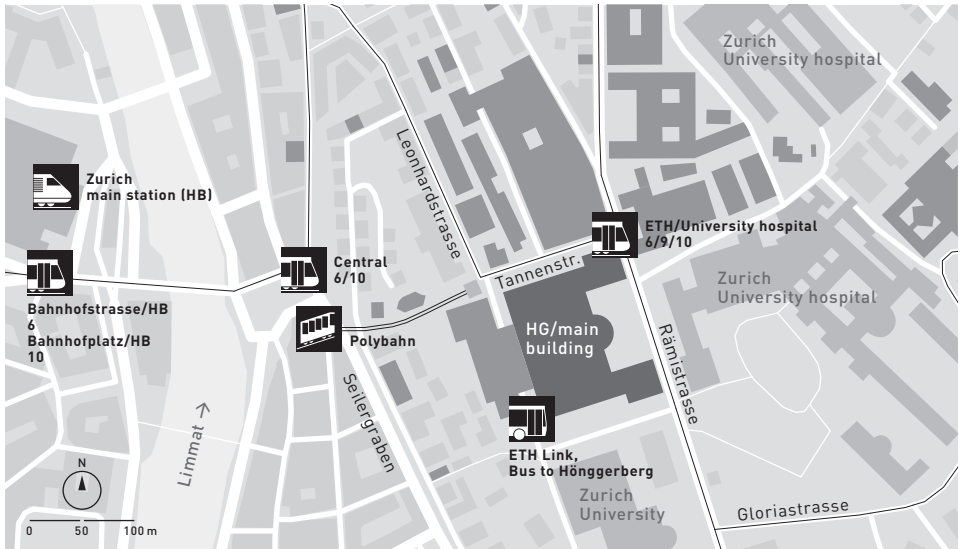 Zurich
University hospital
Leonhardstrasse
Zurich
main station (HB)
ETH/University hospital
6/9/10
Central
6/10
Tannenstr.
Zurich
University hospital
Bahnhofstrasse/HB
6
Bahnhofplatz/HB
10
Polybahn
HG/main
building
Rämistrasse
Seilergraben
Limmat →
ETH Link,
Bus to Hönggerberg
N
Zurich
University
Gloriastrasse
0 50 100 m